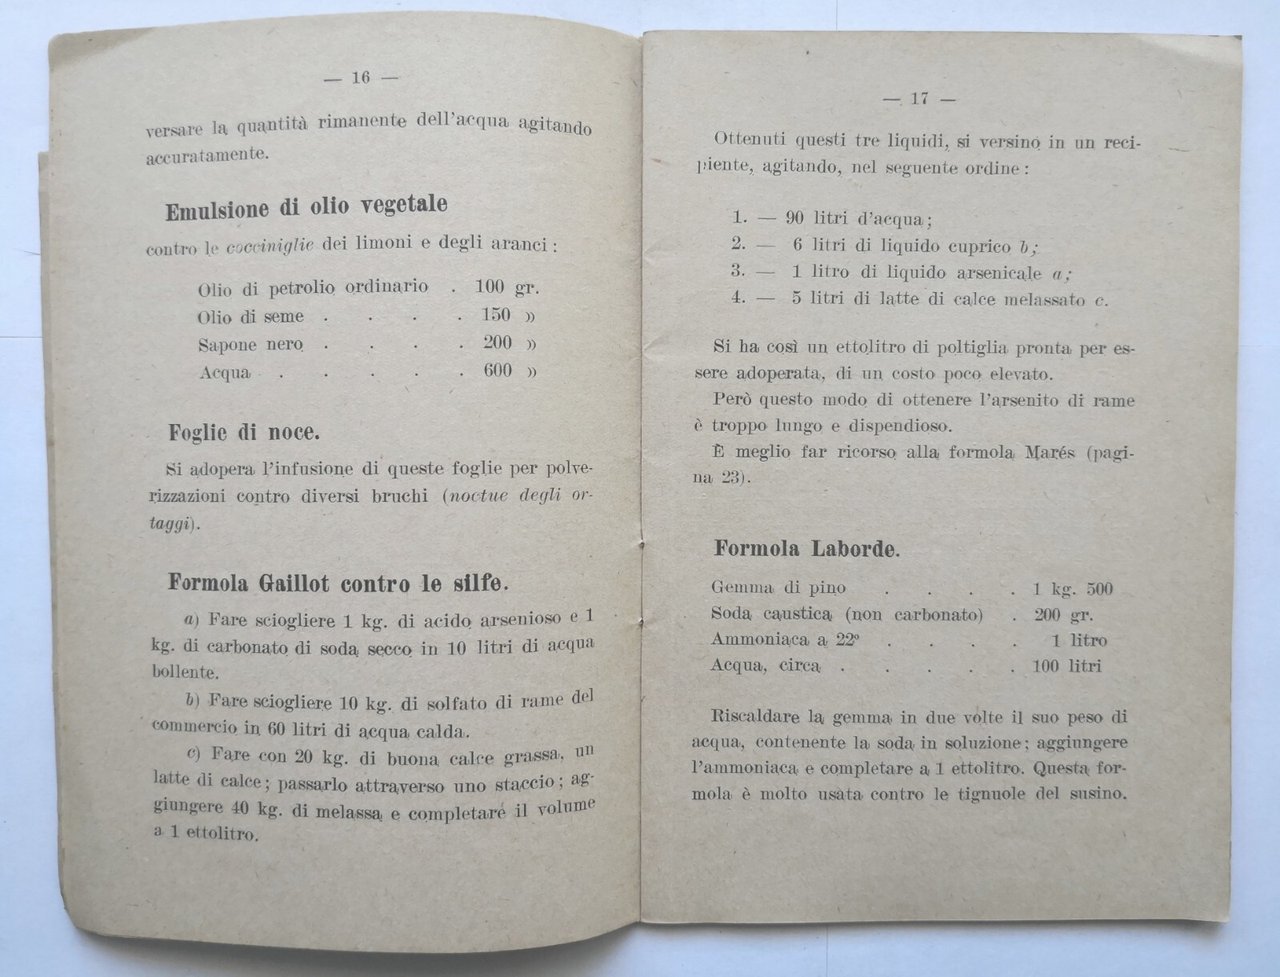 — 16 —
versare la quantità rimanente dell'acqua agitando
accuratamente.
Emulsione di olio vegetale
contro le cocciniglie dei limoni e degli aranci:
Olio di petrolio ordinario . 100 gr.
Olio di seme . . . . 150 »
Sapone nero . . . . 200 »
Acqua . . . . . 600 »
Foglie di noce.
Si adopera l'infusione di queste foglie per polve-
rizzazioni contro diversi bruchi (noctue degli or-
taggi).
Formola Gaillot contro le silfe.
a) Fare sciogliere 1 kg. di acido arsenioso e 1
kg. di carbonato di soda secco in 10 litri di acqua
bollente.
b) Fare sciogliere 10 kg. di solfato di rame del
commercio in 60 litri di acqua calda.
c) Fare con 20 kg. di buona calce grassa, un
latte di calce; passarlo attraverso uno staccio; ag-
giungere 40 kg. di melassa e completaré il volume
a 1 ettolitro.
— 17 —
Ottenuti questi tre liquidi, si versino in un reci-
piente, agitando, nel seguente ordine:
1. — 90 litri d'acqua;
2. — 6 litri di liquido cuprico b;
3. — 1 litro di liquido arsenicale a;
4. — 5 litri di latte di calce melassato c.
Si ha così un ettolitro di poltiglia pronta per es-
sere adoperata, di un costo poco elevato.
Però questo modo di ottenere l'arsenito di rame
è troppo lungo e dispendioso.
È meglio far ricorso alla formola Marés (pagi-
na 23).
Formola Laborde.
Gemma di pino . . . . 1 kg. 500
Soda caustica (non carbonato) . 200 gr.
Ammoniaca a 22° . . . . 1 litro
Acqua, circa . . . . . 100 litri
Riscaldare la gemma in due volte il suo peso di
acqua, contenente la soda in soluzione; aggiungere
l'ammoniaca e completare a 1 ettolitro. Questa for-
mola è molto usata contro le tignuole del susino.